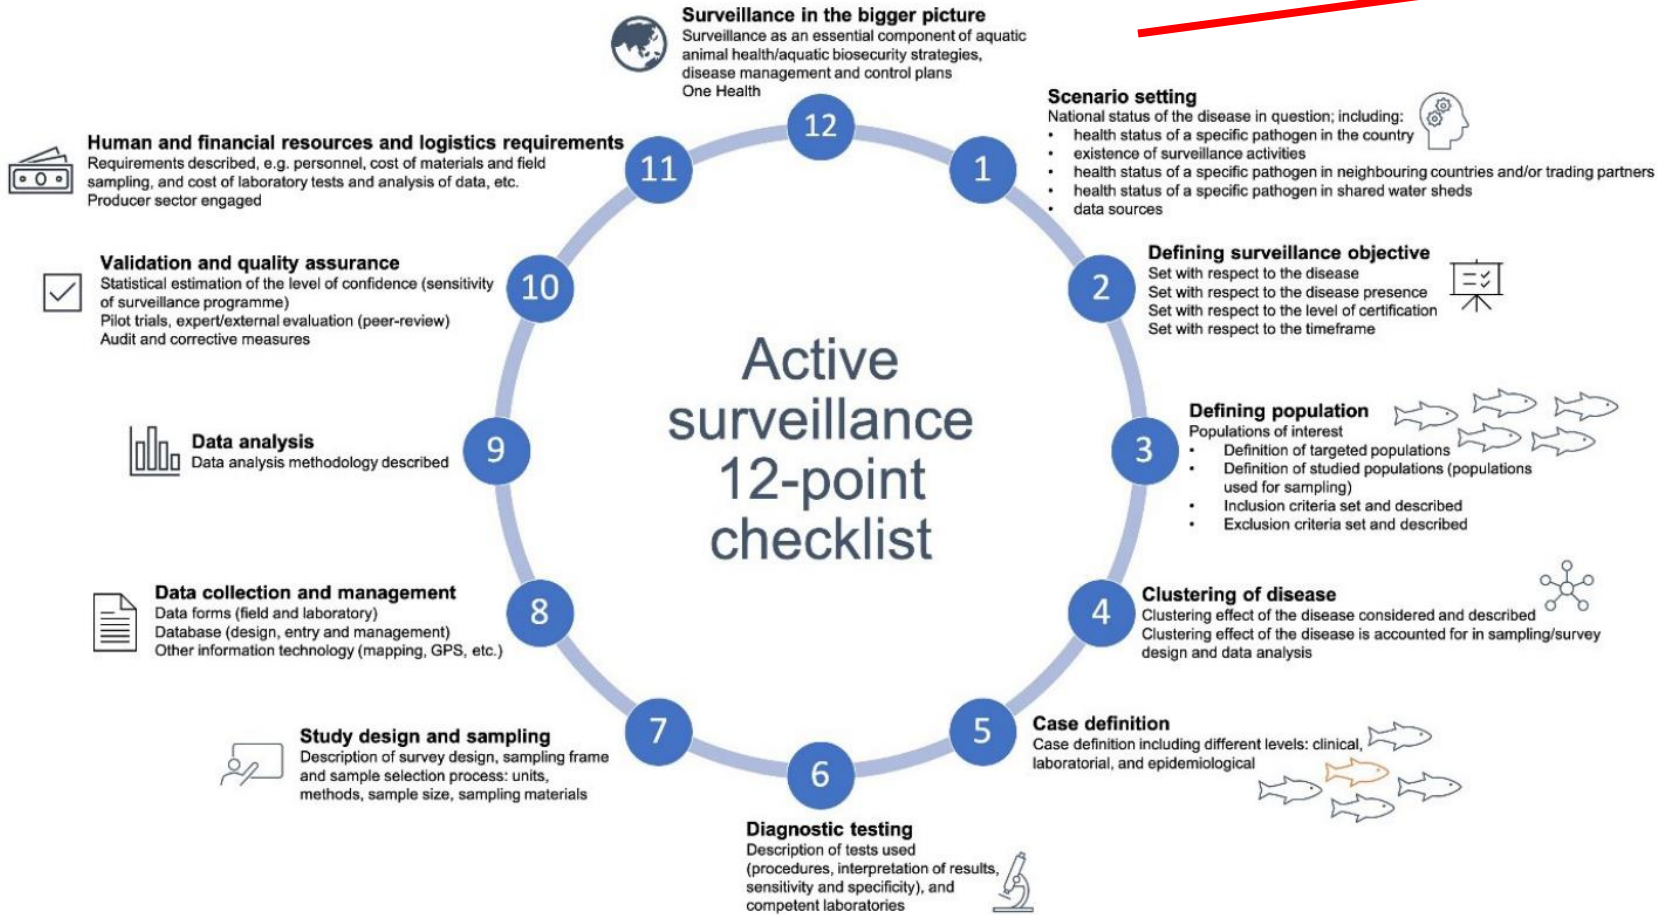 Surveillance in the bigger picture
Surveillance as an essential component of aquatic
animal health/aquatic biosecurity strategies,
disease management and control plans
One Health
12
Scenario setting
National status of the disease in question; including:
• health status of a specific pathogen in the country
• existence of surveillance activities
• health status of a specific pathogen in neighbouring countries and/or trading partners
• health status of a specific pathogen in shared water sheds
• data sources
1
Defining surveillance objective
Set with respect to the disease
Set with respect to the disease presence
Set with respect to the level of certification
Set with respect to the timeframe
2
Defining population
Populations of interest
• Definition of targeted populations
• Definition of studied populations (populations
used for sampling)
• Inclusion criteria set and described
• Exclusion criteria set and described
3
Clustering of disease
Clustering effect of the disease considered and described
Clustering effect of the disease is accounted for in sampling/survey
design and data analysis
4
Case definition
Case definition including different levels: clinical,
laboratorial, and epidemiological
5
6
Diagnostic testing
Description of tests used
(procedures, interpretation of results,
sensitivity and specificity), and
competent laboratories
7
Study design and sampling
Description of survey design, sampling frame
and sample selection process: units,
methods, sample size, sampling materials
8
Data collection and management
Data forms (field and laboratory)
Database (design, entry and management)
Other information technology (mapping, GPS, etc.)
9
Data analysis
Data analysis methodology described
10
Validation and quality assurance
Statistical estimation of the level of confidence (sensitivity
of surveillance programme)
Pilot trials, expert/external evaluation (peer-review)
Audit and corrective measures
11
Human and financial resources and logistics requirements
Requirements described, e.g. personnel, cost of materials and field
sampling, and cost of laboratory tests and analysis of data, etc.
Producer sector engaged
Active
surveillance
12-point
checklist